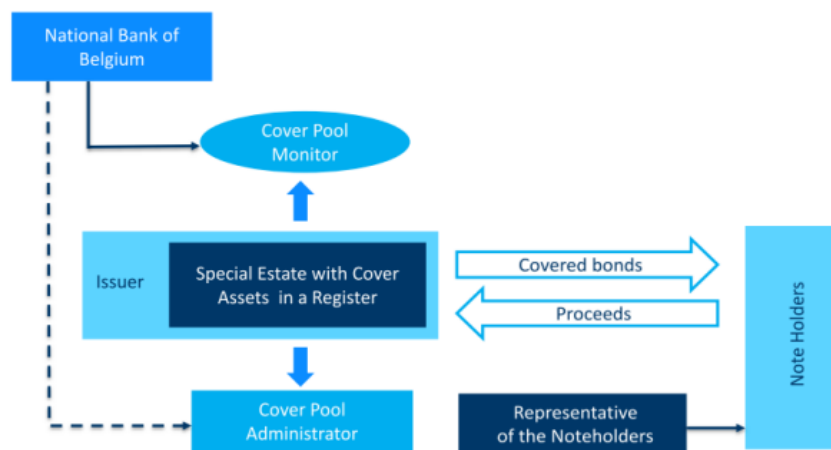 National Bank of
Belgium
Cover Pool
Monitor
Issuer
Special Estate with Cover
Assets in a Register
Covered bonds
Proceeds
Note Holders
Cover Pool
Administrator
Representative
of the Noteholders